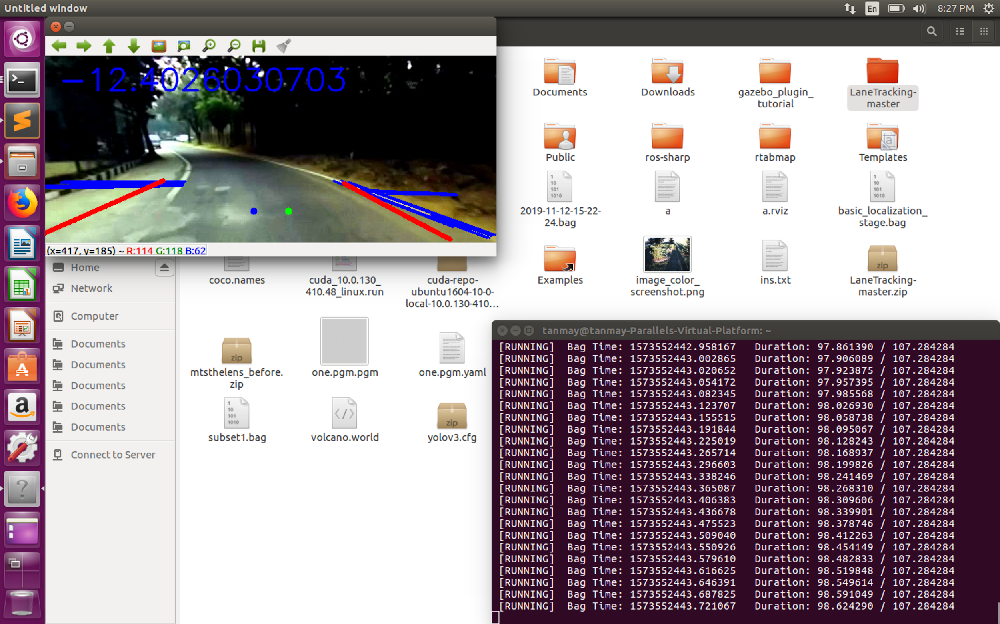 Untitled window
En
8:27 PM
−12.4026030703
(x=417, y=185) ~ R:114 G:118 B:62
Home
Network
Computer
Documents
Documents
Documents
Documents
Documents
Connect to Server
Documents
Downloads
gazebo_plugin_
tutorial
LaneTracking-
master
Public
ros-sharp
rtabmap
Templates
2019-11-12-15-22-
24.bag
a
a.rviz
basic_localization_
stage.bag
coco.names
cuda_10.0.130_
410.48_linux.run
cuda-repo-
ubuntu1604-10-0-
local-10.0.130-410...
Examples
image_color_
screenshot.png
ins.txt
zip
LaneTracking-
master.zip
zip
mtsthelens_before.
zip
one.pgm.pgm
one.pgm.yaml
subset1.bag
volcano.world
zip
yolov3.cfg
tanmay@tanmay-Parallels-Virtual-Platform: ~
[RUNNING]  Bag Time: 1573552442.958167   Duration: 97.861390 / 107.284284
[RUNNING]  Bag Time: 1573552443.002865   Duration: 97.906089 / 107.284284
[RUNNING]  Bag Time: 1573552443.020652   Duration: 97.923875 / 107.284284
[RUNNING]  Bag Time: 1573552443.054172   Duration: 97.957395 / 107.284284
[RUNNING]  Bag Time: 1573552443.082345   Duration: 97.985568 / 107.284284
[RUNNING]  Bag Time: 1573552443.123707   Duration: 98.026930 / 107.284284
[RUNNING]  Bag Time: 1573552443.155515   Duration: 98.058738 / 107.284284
[RUNNING]  Bag Time: 1573552443.191844   Duration: 98.095067 / 107.284284
[RUNNING]  Bag Time: 1573552443.225019   Duration: 98.128243 / 107.284284
[RUNNING]  Bag Time: 1573552443.265714   Duration: 98.168937 / 107.284284
[RUNNING]  Bag Time: 1573552443.296603   Duration: 98.199826 / 107.284284
[RUNNING]  Bag Time: 1573552443.338246   Duration: 98.241469 / 107.284284
[RUNNING]  Bag Time: 1573552443.365087   Duration: 98.268310 / 107.284284
[RUNNING]  Bag Time: 1573552443.406383   Duration: 98.309606 / 107.284284
[RUNNING]  Bag Time: 1573552443.436678   Duration: 98.339901 / 107.284284
[RUNNING]  Bag Time: 1573552443.475523   Duration: 98.378746 / 107.284284
[RUNNING]  Bag Time: 1573552443.509040   Duration: 98.412263 / 107.284284
[RUNNING]  Bag Time: 1573552443.550926   Duration: 98.454149 / 107.284284
[RUNNING]  Bag Time: 1573552443.579610   Duration: 98.482833 / 107.284284
[RUNNING]  Bag Time: 1573552443.616625   Duration: 98.519848 / 107.284284
[RUNNING]  Bag Time: 1573552443.646391   Duration: 98.549614 / 107.284284
[RUNNING]  Bag Time: 1573552443.687825   Duration: 98.591049 / 107.284284
[RUNNING]  Bag Time: 1573552443.721067   Duration: 98.624290 / 107.284284